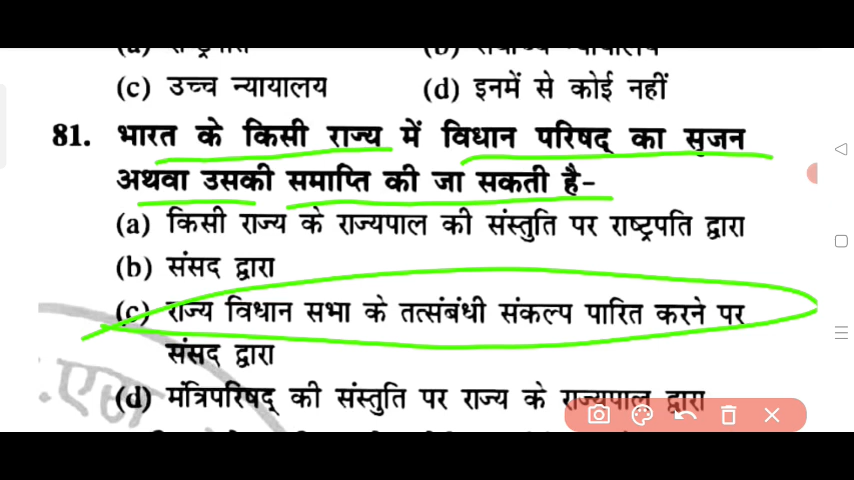 (c) उच्च न्यायालय (d) इनमें से कोई नहीं
81. भारत के किसी राज्य में विधान परिषद् का सृजन
अथवा उसकी समाप्ति की जा सकती है-
(a) किसी राज्य के राज्यपाल की संस्तुति पर राष्ट्रपति द्वारा
(b) संसद द्वारा
(c) राज्य विधान सभा के तत्संबंधी संकल्प पारित करने पर
संसद द्वारा
(d) मंत्रिपरिषद् की संस्तुति पर राज्य के राज्यपाल द्वारा